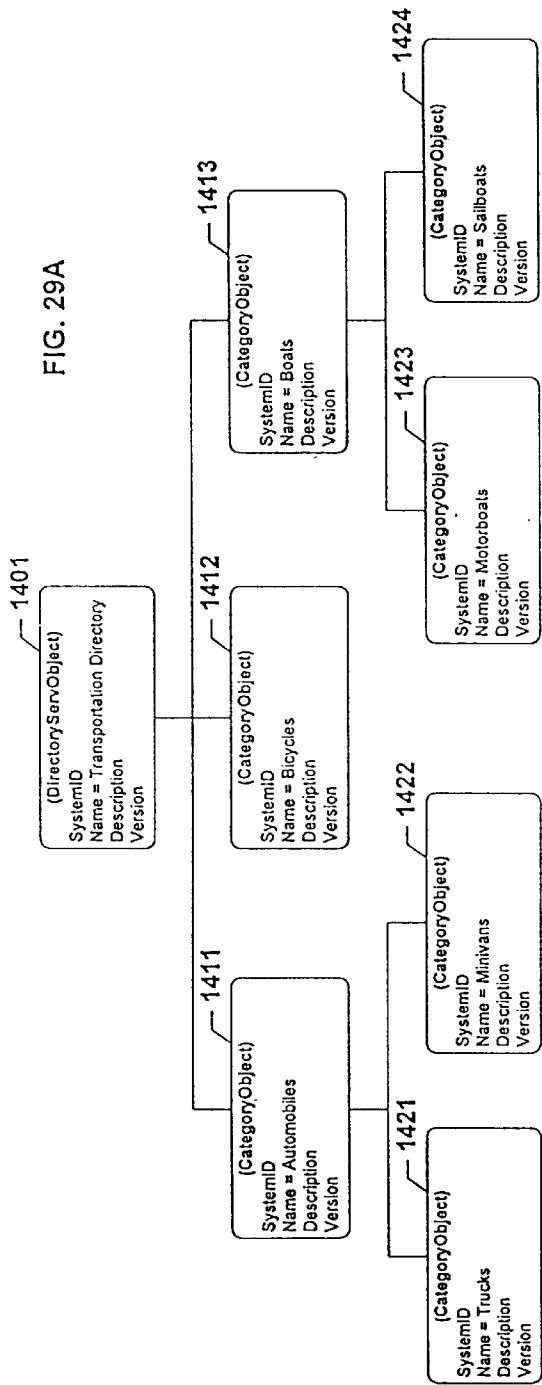 FIG. 29A
1401
(DirectoryServObject)
SystemID
Name = Transportation Directory
Description
Version
1411
(CategoryObject)
SystemID
Name = Automobiles
Description
Version
1412
(CategoryObject)
SystemID
Name = Bicycles
Description
Version
1413
(CategoryObject)
SystemID
Name = Boats
Description
Version
1421
(CategoryObject)
SystemID
Name = Trucks
Description
Version
1422
(CategoryObject)
SystemID
Name = Minivans
Description
Version
1423
(CategoryObject)
SystemID
Name = Motorboats
Description
Version
1424
(CategoryObject)
SystemID
Name = Sailboats
Description
Version